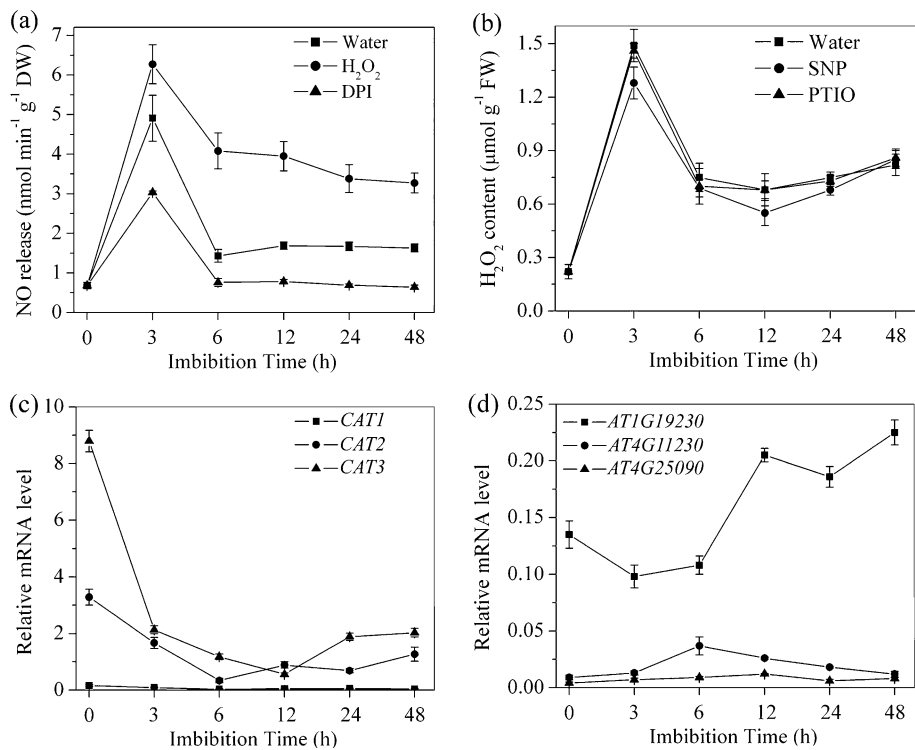 (a)
NO release (nmol min⁻¹ g⁻¹ DW)
7
6
5
4
3
2
1
0
Water
H₂O₂
DPI
0 3 6 12 24 48
Imbibition Time (h)
(b)
H₂O₂ content (μmol g⁻¹ FW)
1.5
1.2
0.9
0.6
0.3
0.0
Water
SNP
PTIO
0 3 6 12 24 48
Imbibition Time (h)
(c)
Relative mRNA level
10
8
6
4
2
0
CAT1
CAT2
CAT3
0 3 6 12 24 48
Imbibition Time (h)
(d)
Relative mRNA level
0.25
0.20
0.15
0.10
0.05
0.00
AT1G19230
AT4G11230
AT4G25090
0 3 6 12 24 48
Imbibition Time (h)